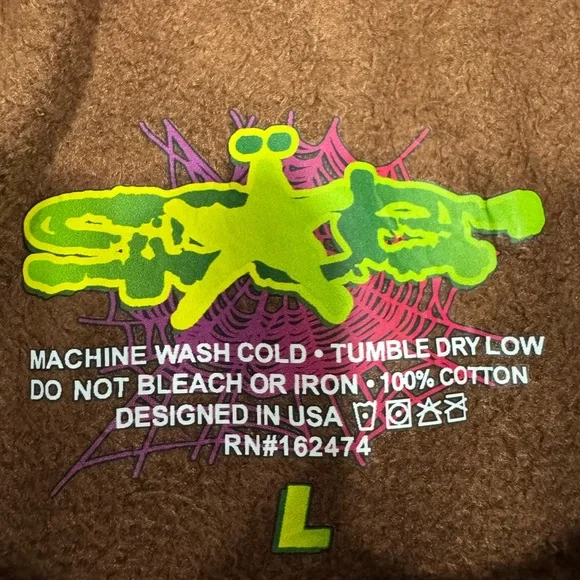 MACHINE WASH COLD • TUMBLE DRY LOW
DO NOT BLEACH OR IRON • 100% COTTON
DESIGNED IN USA
RN#162474
L